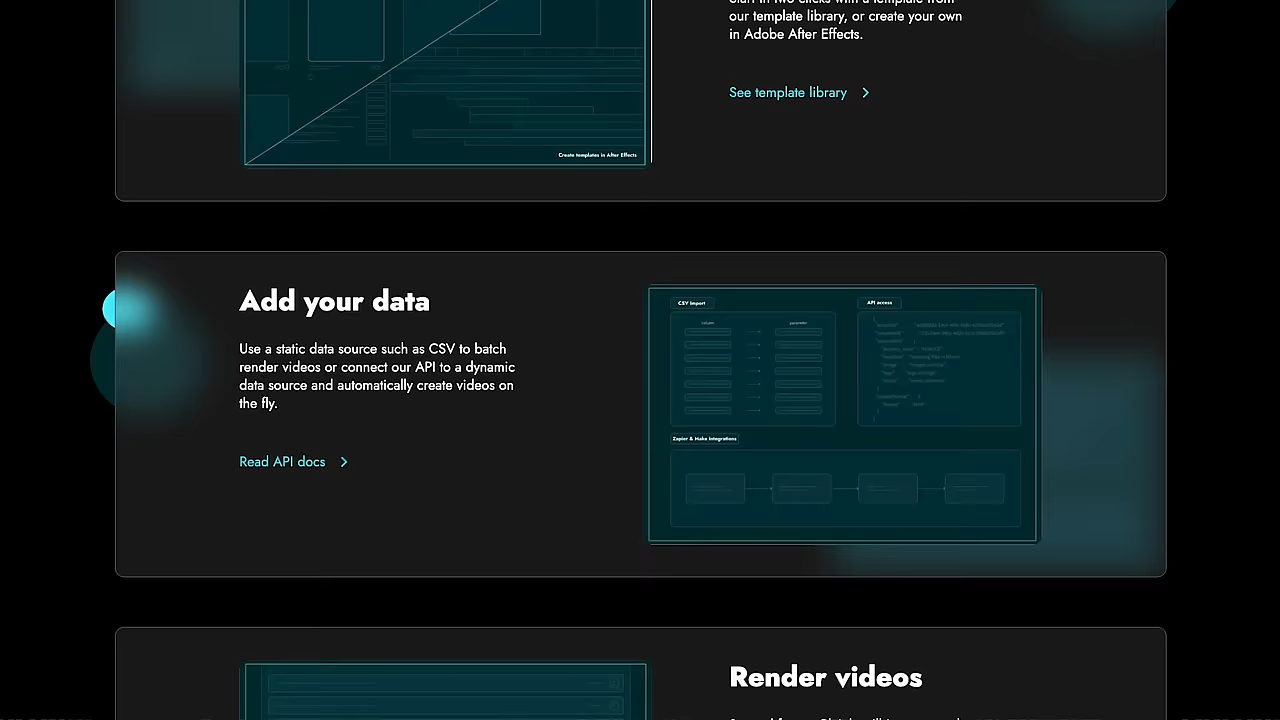 our template library, or create your own
in Adobe After Effects.
See template library
Create templates in After Effects
Add your data
Use a static data source such as CSV to batch
render videos or connect our API to a dynamic
data source and automatically create videos on
the fly.
Read API docs
CSV Import
API access
column
parameter
Zapier & Make integrations
Render videos